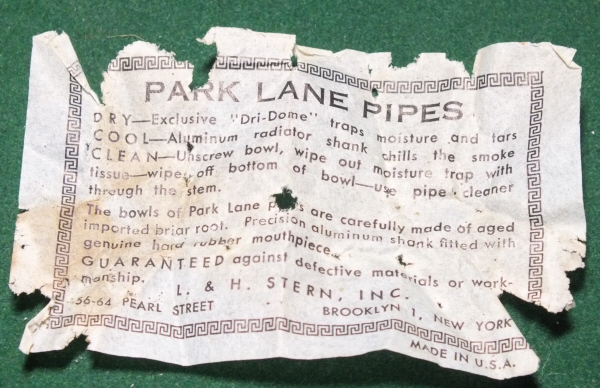 PARK LANE PIPES
DRY—Exclusive "Dri-Dome" traps moisture and tars
COOL—Aluminum radiator shank chills the smoke
CLEAN—Unscrew bowl, wipe out moisture trap with
tissue—wipe off bottom of bowl—use pipe cleaner
through the stem.
The bowls of Park Lane Pipes are carefully made of aged
imported briar root. Precision aluminum shank fitted with
genuine hard rubber mouthpiece.
GUARANTEED against defective materials or work-
manship.
L. & H. STERN, INC.
56-64 PEARL STREET BROOKLYN 1, NEW YORK
MADE IN U.S.A.